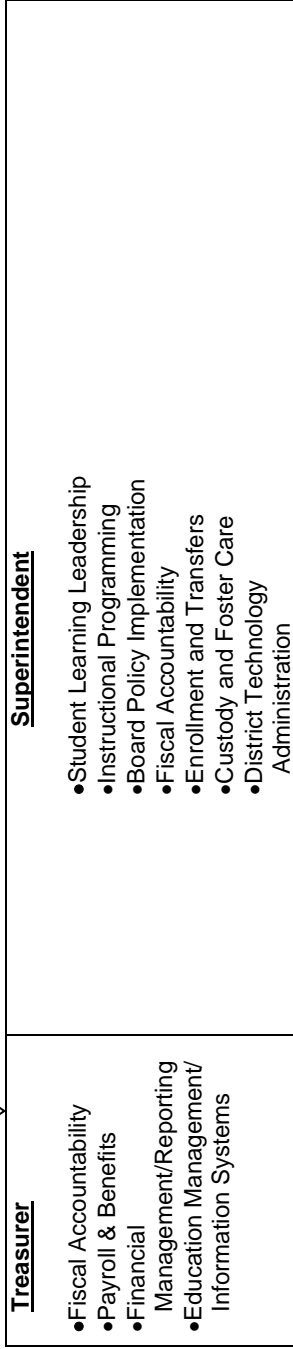 Treasurer
•Fiscal Accountability
•Payroll & Benefits
•Financial
Management/Reporting
•Education Management/
Information Systems
Superintendent
•Student Learning Leadership
•Instructional Programming
•Board Policy Implementation
•Fiscal Accountability
•Enrollment and Transfers
•Custody and Foster Care
•District Technology
Administration